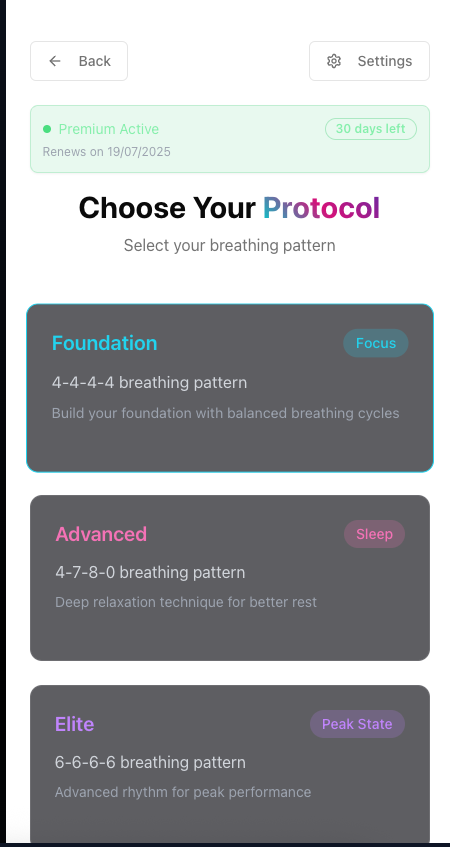 Back
Settings
Premium Active
30 days left
Renews on 19/07/2025
Choose Your Protocol
Select your breathing pattern
Foundation
Focus
4-4-4-4 breathing pattern
Build your foundation with balanced breathing cycles
Advanced
Sleep
4-7-8-0 breathing pattern
Deep relaxation technique for better rest
Elite
Peak State
6-6-6-6 breathing pattern
Advanced rhythm for peak performance